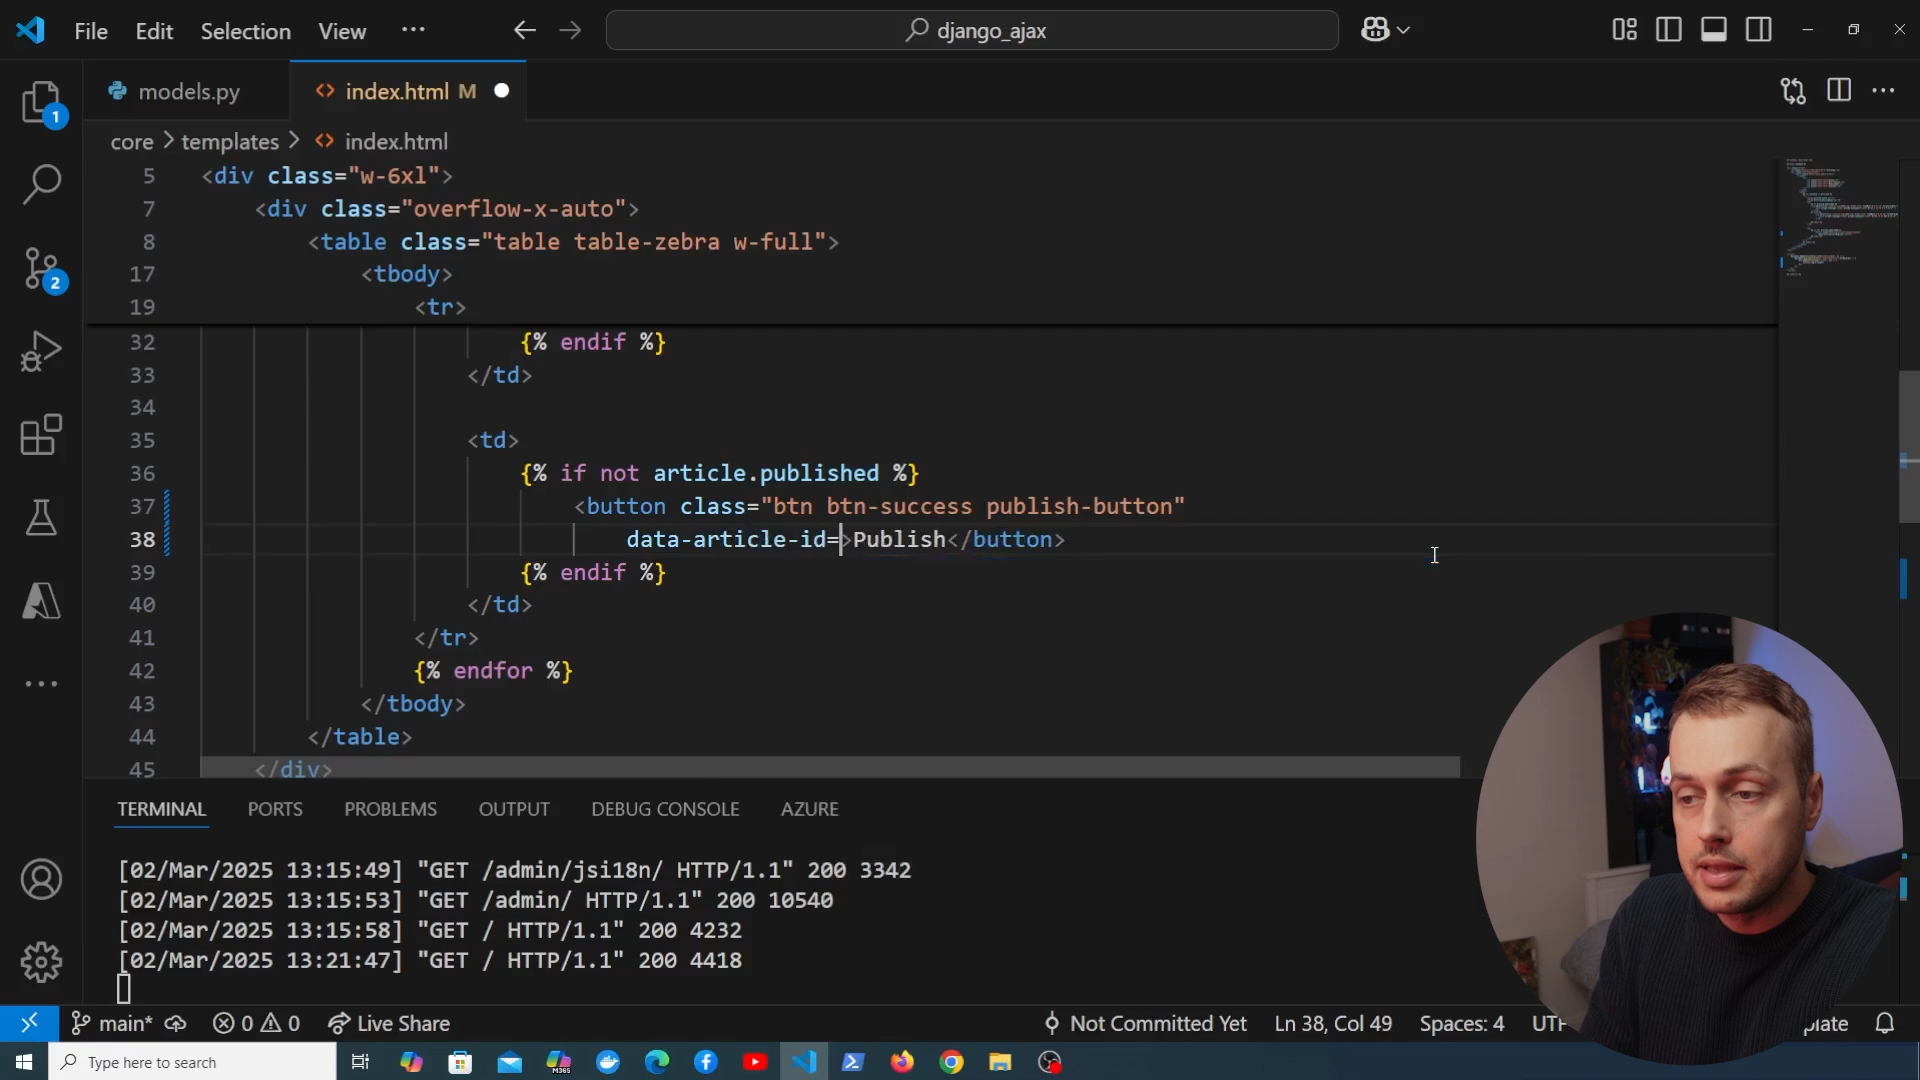 File Edit Selection View ··· django_ajax
models.py index.html M
core > templates > index.html
5 <div class="w-6xl">
7 <div class="overflow-x-auto">
8 <table class="table table-zebra w-full">
17 <tbody>
19 <tr>
32 {% endif %}
33 </td>
34
35 <td>
36 {% if not article.published %}
37 <button class="btn btn-success publish-button"
38 data-article-id=>Publish</button>
39 {% endif %}
40 </td>
41 </tr>
42 {% endfor %}
43 </tbody>
44 </table>
45 </div>
1
2
TERMINAL PORTS PROBLEMS OUTPUT DEBUG CONSOLE AZURE
[02/Mar/2025 13:15:49] "GET /admin/jsi18n/ HTTP/1.1" 200 3342
[02/Mar/2025 13:15:53] "GET /admin/ HTTP/1.1" 200 10540
[02/Mar/2025 13:15:58] "GET / HTTP/1.1" 200 4232
[02/Mar/2025 13:21:47] "GET / HTTP/1.1" 200 4418
main* 0 0 Live Share Not Committed Yet Ln 38, Col 49 Spaces: 4 UTF plate
Type here to search M365